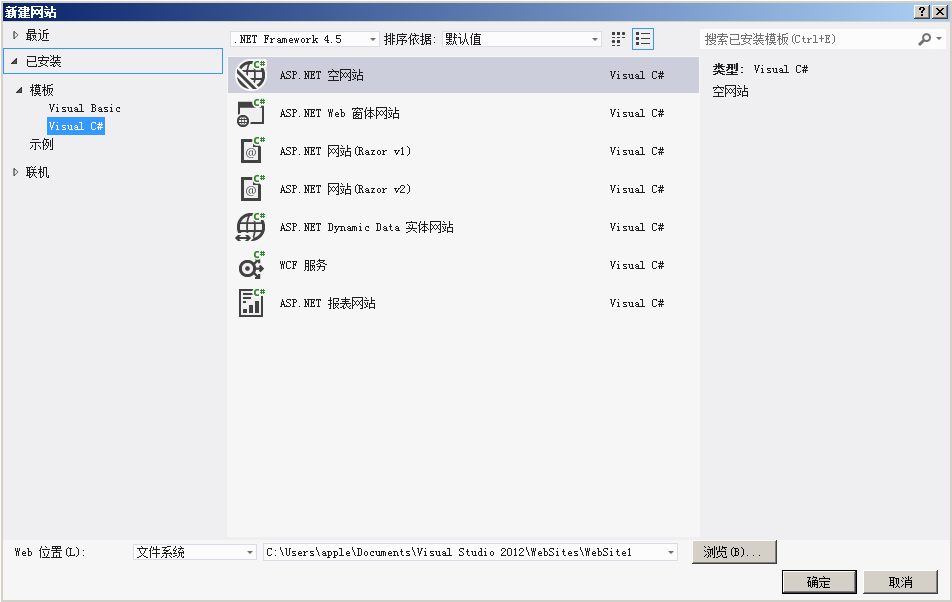 新建网站
最近
已安装
模板
Visual Basic
Visual C#
示例
联机
.NET Framework 4.5 排序依据: 默认值
搜索已安装模板(Ctrl+E)
C# ASP.NET 空网站 Visual C#
C# ASP.NET Web 窗体网站 Visual C#
C# @ ASP.NET 网站(Razor v1) Visual C#
C# @ ASP.NET 网站(Razor v2) Visual C#
C# ASP.NET Dynamic Data 实体网站 Visual C#
C# WCF 服务 Visual C#
C# ASP.NET 报表网站 Visual C#
类型: Visual C#
空网站
Web 位置(L): 文件系统 C:\Users\apple\Documents\Visual Studio 2012\WebSites\WebSite1 浏览(B)...
确定 取消